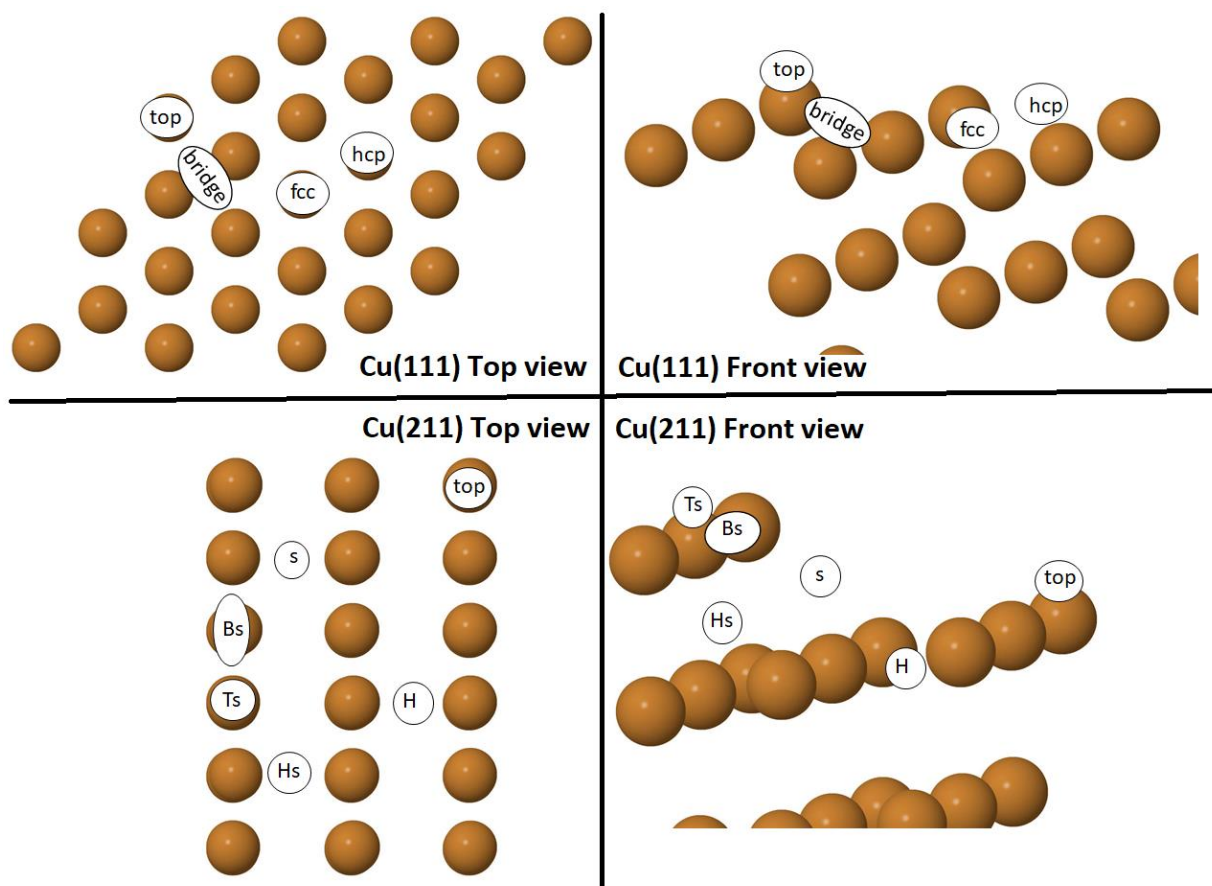 top
bridge
fcc
hcp
Cu(111) Top view
top
bridge
fcc
hcp
Cu(111) Front view
Cu(211) Top view
top
s
Bs
Ts
H
Hs
Cu(211) Front view
Ts
Bs
s
top
Hs
H